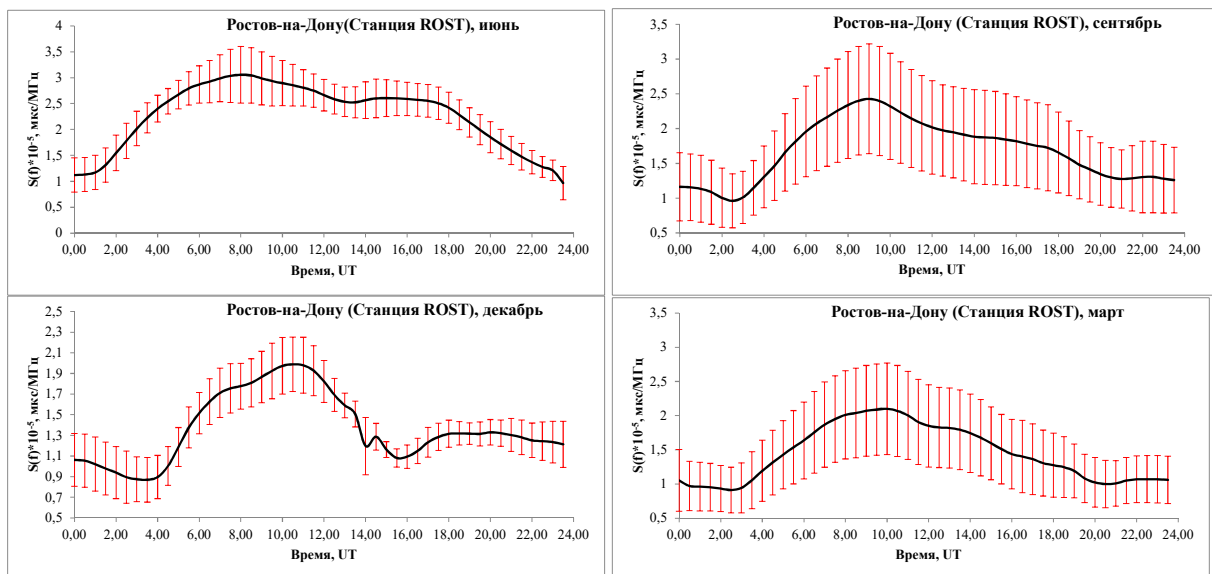 Ростов-на-Дону(Станция ROST), июнь
S(f)*10⁻⁵, мкс/МГц
4
3,5
3
2,5
2
1,5
1
0,5
0
0,00 2,00 4,00 6,00 8,00 10,00 12,00 14,00 16,00 18,00 20,00 22,00 24,00
Время, UT
Ростов-на-Дону (Станция ROST), сентябрь
S(f)*10⁻⁵, мкс/МГц
3,5
3
2,5
2
1,5
1
0,5
0,00 2,00 4,00 6,00 8,00 10,00 12,00 14,00 16,00 18,00 20,00 22,00 24,00
Время, UT
Ростов-на-Дону (Станция ROST), декабрь
S(f)*10⁻⁵, мкс/МГц
2,5
2,3
2,1
1,9
1,7
1,5
1,3
1,1
0,9
0,7
0,5
0,00 2,00 4,00 6,00 8,00 10,00 12,00 14,00 16,00 18,00 20,00 22,00 24,00
Время, UT
Ростов-на-Дону (Станция ROST), март
S(f)*10⁻⁵, мкс/МГц
3,5
3
2,5
2
1,5
1
0,5
0,00 2,00 4,00 6,00 8,00 10,00 12,00 14,00 16,00 18,00 20,00 22,00 24,00
Время, UT